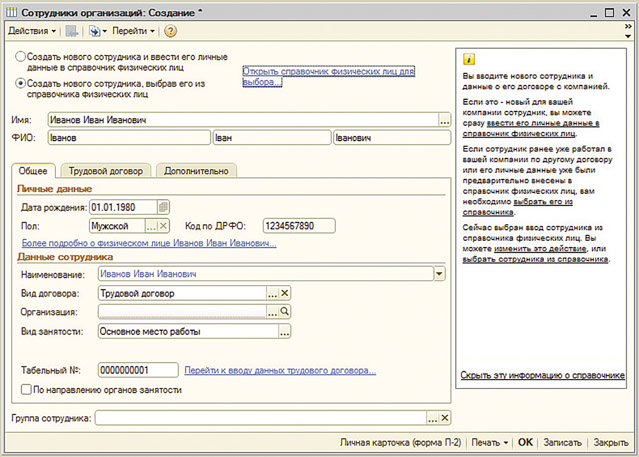 Сотрудники организаций: Создание *
Действия Перейти
Создать нового сотрудника и ввести его личные
данные в справочник физических лиц
Создать нового сотрудника, выбрав его из
справочника физических лиц
Открыть справочник физических лиц для
выбора...
Имя: Иванов Иван Иванович ...
ФИО: Іванов Іван Іванович
Общее Трудовой договор Дополнительно
Личные данные
Дата рождения: 01.01.1980
Пол: Мужской ... Код по ДРФО: 1234567890
Более подробно о физическом лице Иванов Иван Иванович...
Данные сотрудника
Наименование: Иванов Иван Иванович
Вид договора: Трудовой договор ...
Организация: ...
Вид занятости: Основное место работы ...
Табельный №: 0000000001 Перейти к вводу данных трудового договора...
По направлению органов занятости
Группа сотрудника: ...
Вы вводите нового сотрудника и
данные о его договоре с компанией.
Если это - новый для вашей
компании сотрудник, вы можете
сразу ввести его личные данные в
справочник физических лиц.
Если сотрудник ранее уже работал в
вашей компании по другому договору
или его личные данные уже были
предварительно внесены в
справочник физических лиц, вам
необходимо выбрать его из
справочника.
Сейчас выбран ввод сотрудника из
справочника физических лиц. Вы
можете изменить это действие, или
выбрать сотрудника из справочника.
Скрыть эту информацию о справочнике
Личная карточка (форма П-2) Печать OK Записать Закрыть